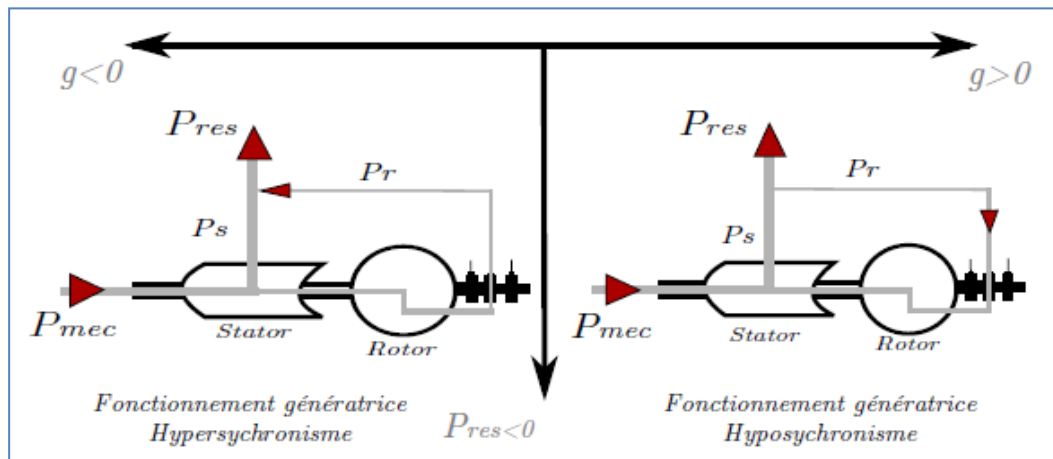 g<0
g>0
Pres
Pr
Ps
Pmec
Stator
Rotor
Fonctionnement génératrice
Hypersychronisme
Pres
Pr
Ps
Pmec
Stator
Rotor
Fonctionnement génératrice
Hyposychronisme
Pres<0